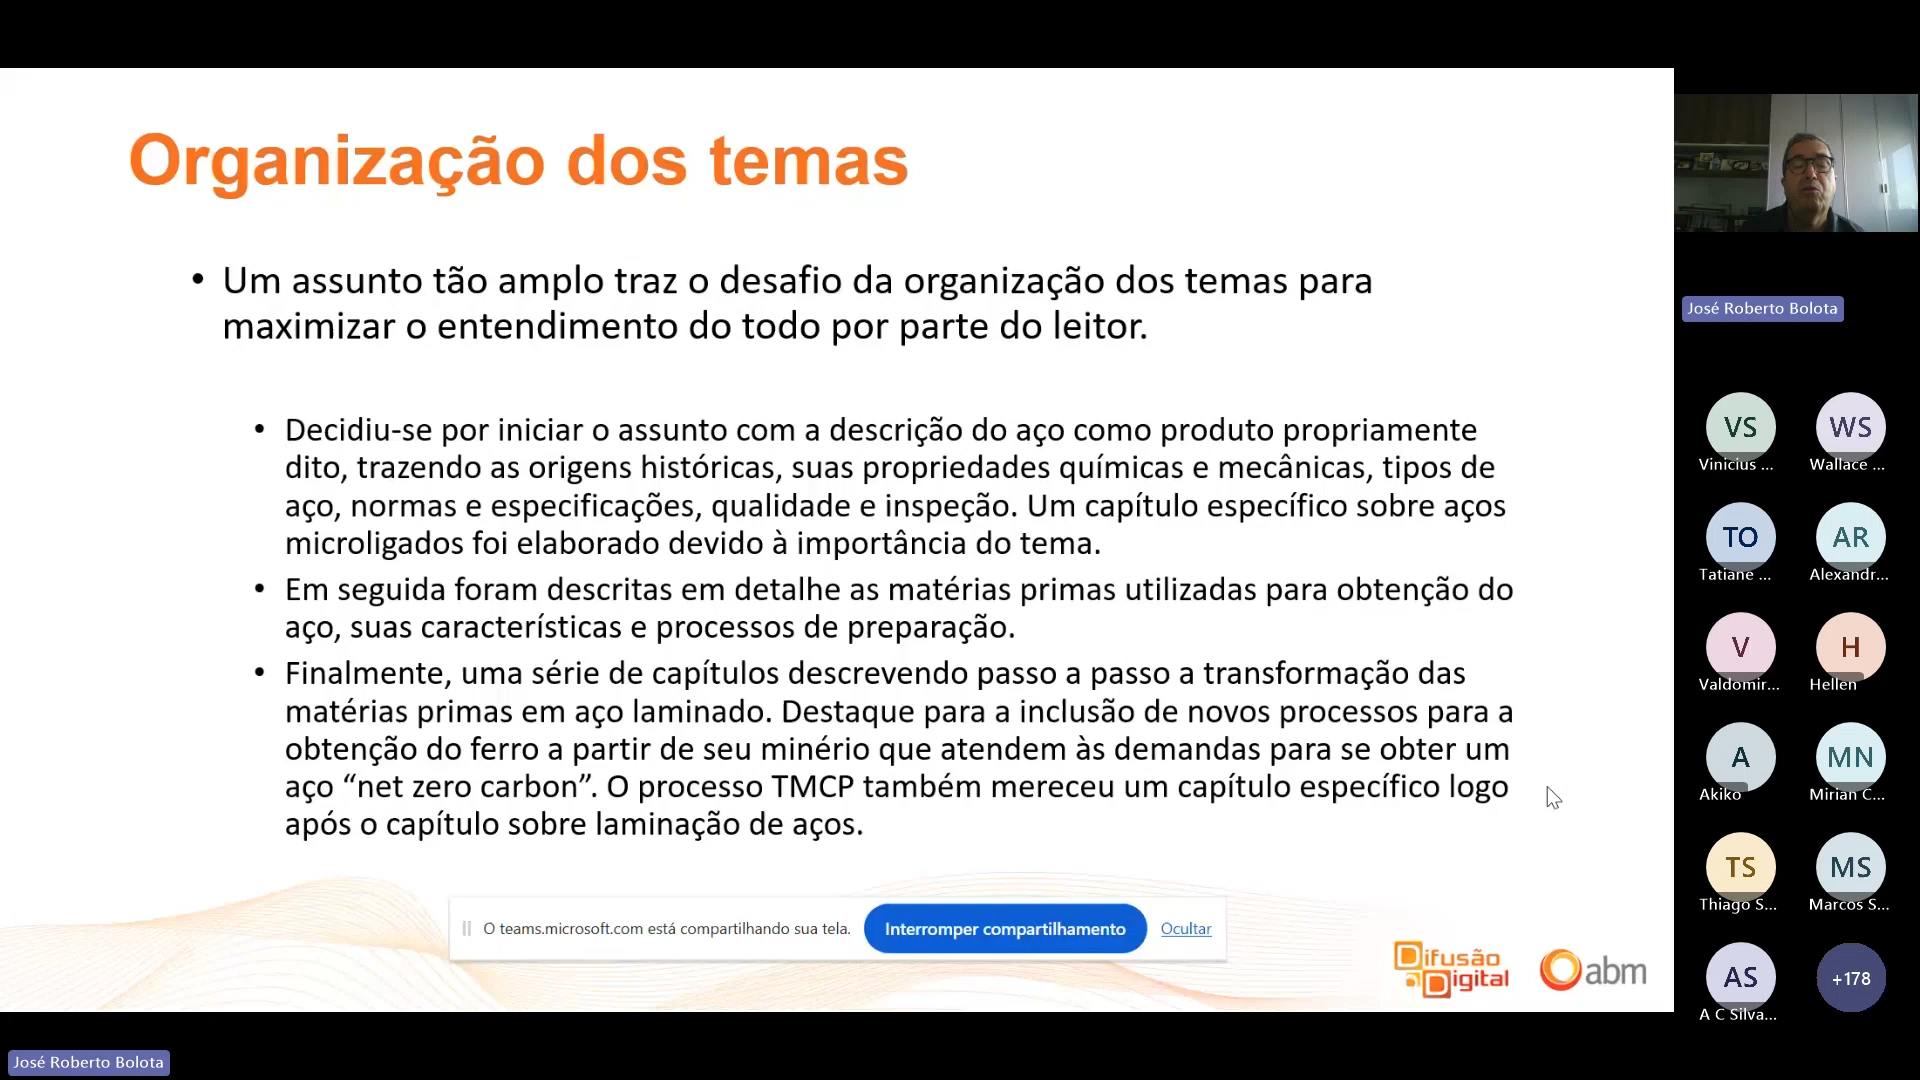 Organização dos temas
• Um assunto tão amplo traz o desafio da organização dos temas para
maximizar o entendimento do todo por parte do leitor.
• Decidiu-se por iniciar o assunto com a descrição do aço como produto propriamente
dito, trazendo as origens históricas, suas propriedades químicas e mecânicas, tipos de
aço, normas e especificações, qualidade e inspeção. Um capítulo específico sobre aços
microligados foi elaborado devido à importância do tema.
• Em seguida foram descritas em detalhe as matérias primas utilizadas para obtenção do
aço, suas características e processos de preparação.
• Finalmente, uma série de capítulos descrevendo passo a passo a transformação das
matérias primas em aço laminado. Destaque para a inclusão de novos processos para a
obtenção do ferro a partir de seu minério que atendem às demandas para se obter um
aço “net zero carbon”. O processo TMCP também mereceu um capítulo específico logo
após o capítulo sobre laminação de aços.
O teams.microsoft.com está compartilhando sua tela.
Interromper compartilhamento
Ocultar
Difusão
Digital
abm
José Roberto Bolota
VS
Vinicius ...
WS
Wallace ...
TO
Tatiane ...
AR
Alexandr...
V
Valdomir...
H
Hellen
A
Akiko
MN
Mirian C...
TS
Thiago S...
MS
Marcos S...
AS
A C Silva...
+178
José Roberto Bolota